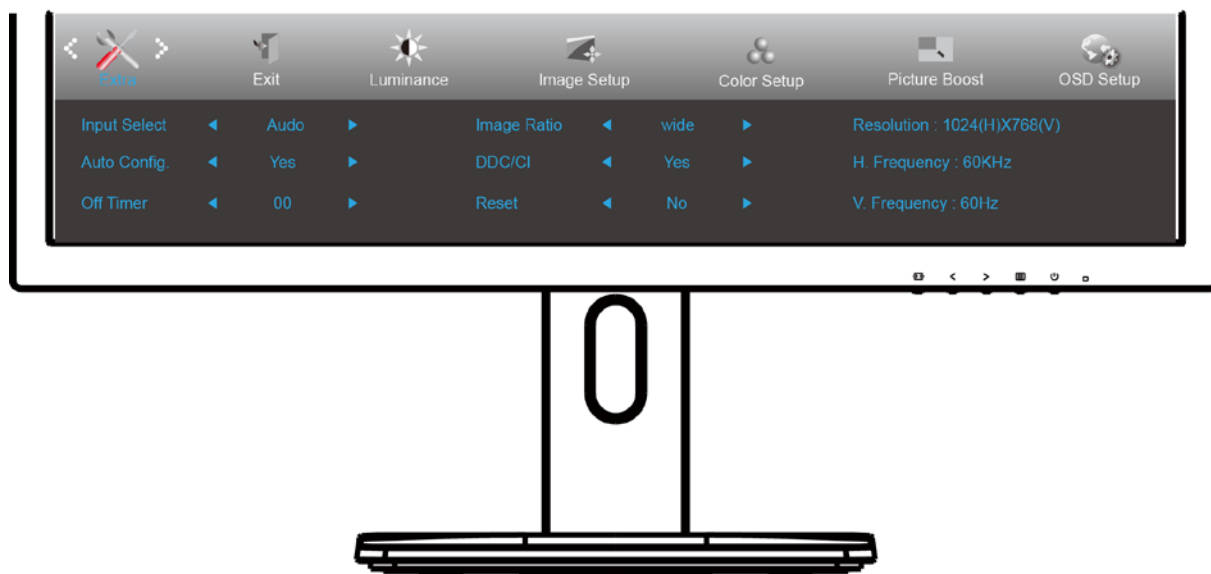 Extra Exit Luminance Image Setup Color Setup Picture Boost OSD Setup
Input Select Audo Image Ratio wide Resolution : 1024(H)X768(V)
Auto Config. Yes DDC/CI Yes H. Frequency : 60KHz
Off Timer 00 Reset No V. Frequency : 60Hz